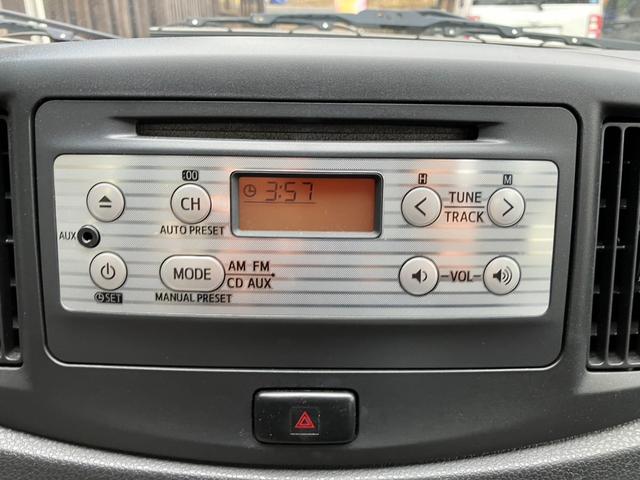 :00
H
M
CH
3:57
TUNE
TRACK
AUTO PRESET
AUX
MODE
AM FM
CD AUX
VOL
SET
MANUAL PRESET